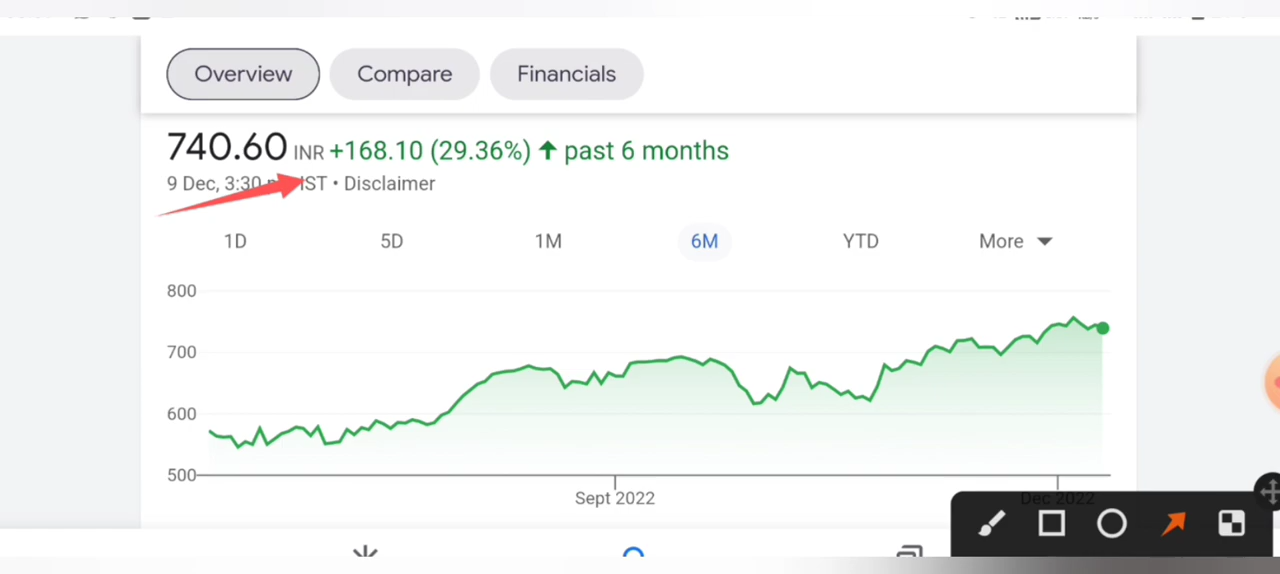 Overview Compare Financials
740.60 INR +168.10 (29.36%) ↑ past 6 months
9 Dec, 3:30 IST • Disclaimer
1D 5D 1M 6M YTD More
800
700
600
500
Sept 2022 Dec 2022